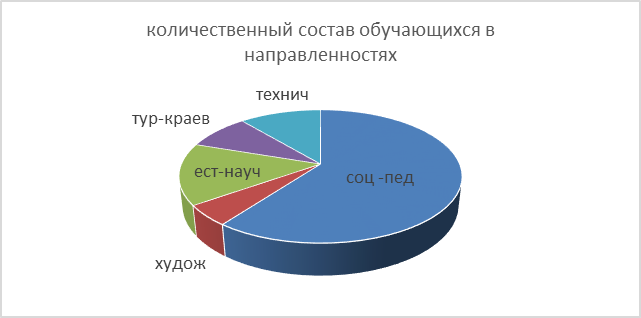 количественный состав обучающихся в
направленностях
технич
тур-краев
ест-науч
соц -пед
худож